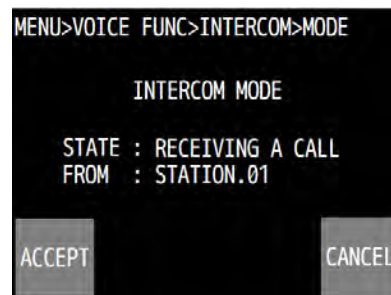 MENU>VOICE FUNC>INTERCOM>MODE
INTERCOM MODE
STATE : RECEIVING A CALL
FROM : STATION.01
ACCEPT
CANCEL